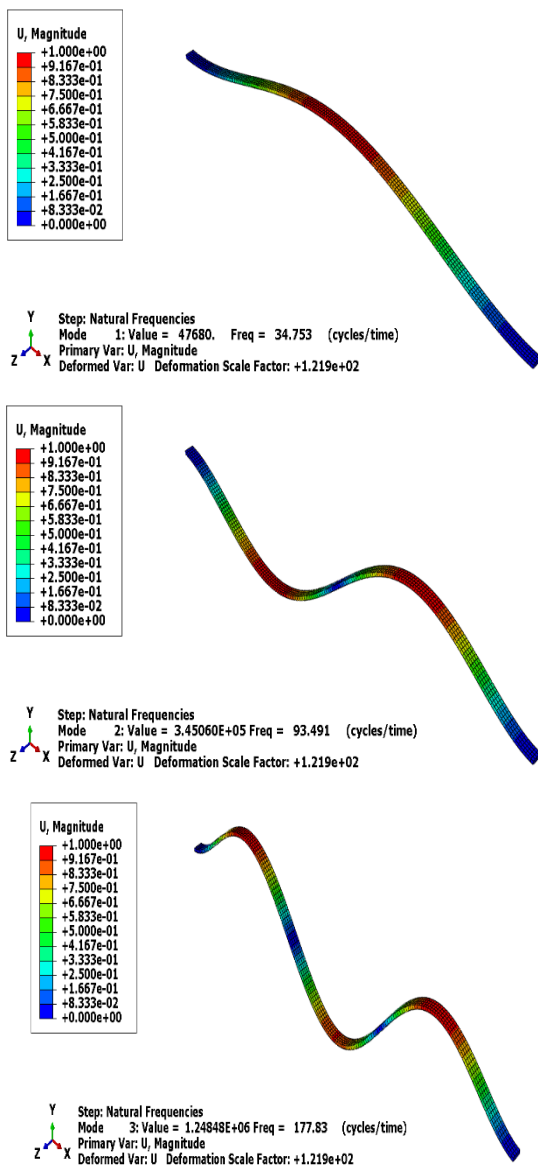 U, Magnitude
+1.000e+00
+9.167e-01
+8.333e-01
+7.500e-01
+6.667e-01
+5.833e-01
+5.000e-01
+4.167e-01
+3.333e-01
+2.500e-01
+1.667e-01
+8.333e-02
+0.000e+00
Y
Z X
Step: Natural Frequencies
Mode 1: Value = 47680. Freq = 34.753 (cycles/time)
Primary Var: U, Magnitude
Deformed Var: U Deformation Scale Factor: +1.219e+02
U, Magnitude
+1.000e+00
+9.167e-01
+8.333e-01
+7.500e-01
+6.667e-01
+5.833e-01
+5.000e-01
+4.167e-01
+3.333e-01
+2.500e-01
+1.667e-01
+8.333e-02
+0.000e+00
Y
Z X
Step: Natural Frequencies
Mode 2: Value = 3.45060E+05 Freq = 93.491 (cycles/time)
Primary Var: U, Magnitude
Deformed Var: U Deformation Scale Factor: +1.219e+02
U, Magnitude
+1.000e+00
+9.167e-01
+8.333e-01
+7.500e-01
+6.667e-01
+5.833e-01
+5.000e-01
+4.167e-01
+3.333e-01
+2.500e-01
+1.667e-01
+8.333e-02
+0.000e+00
Y
Z X
Step: Natural Frequencies
Mode 3: Value = 1.24848E+06 Freq = 177.83 (cycles/time)
Primary Var: U, Magnitude
Deformed Var: U Deformation Scale Factor: +1.219e+02